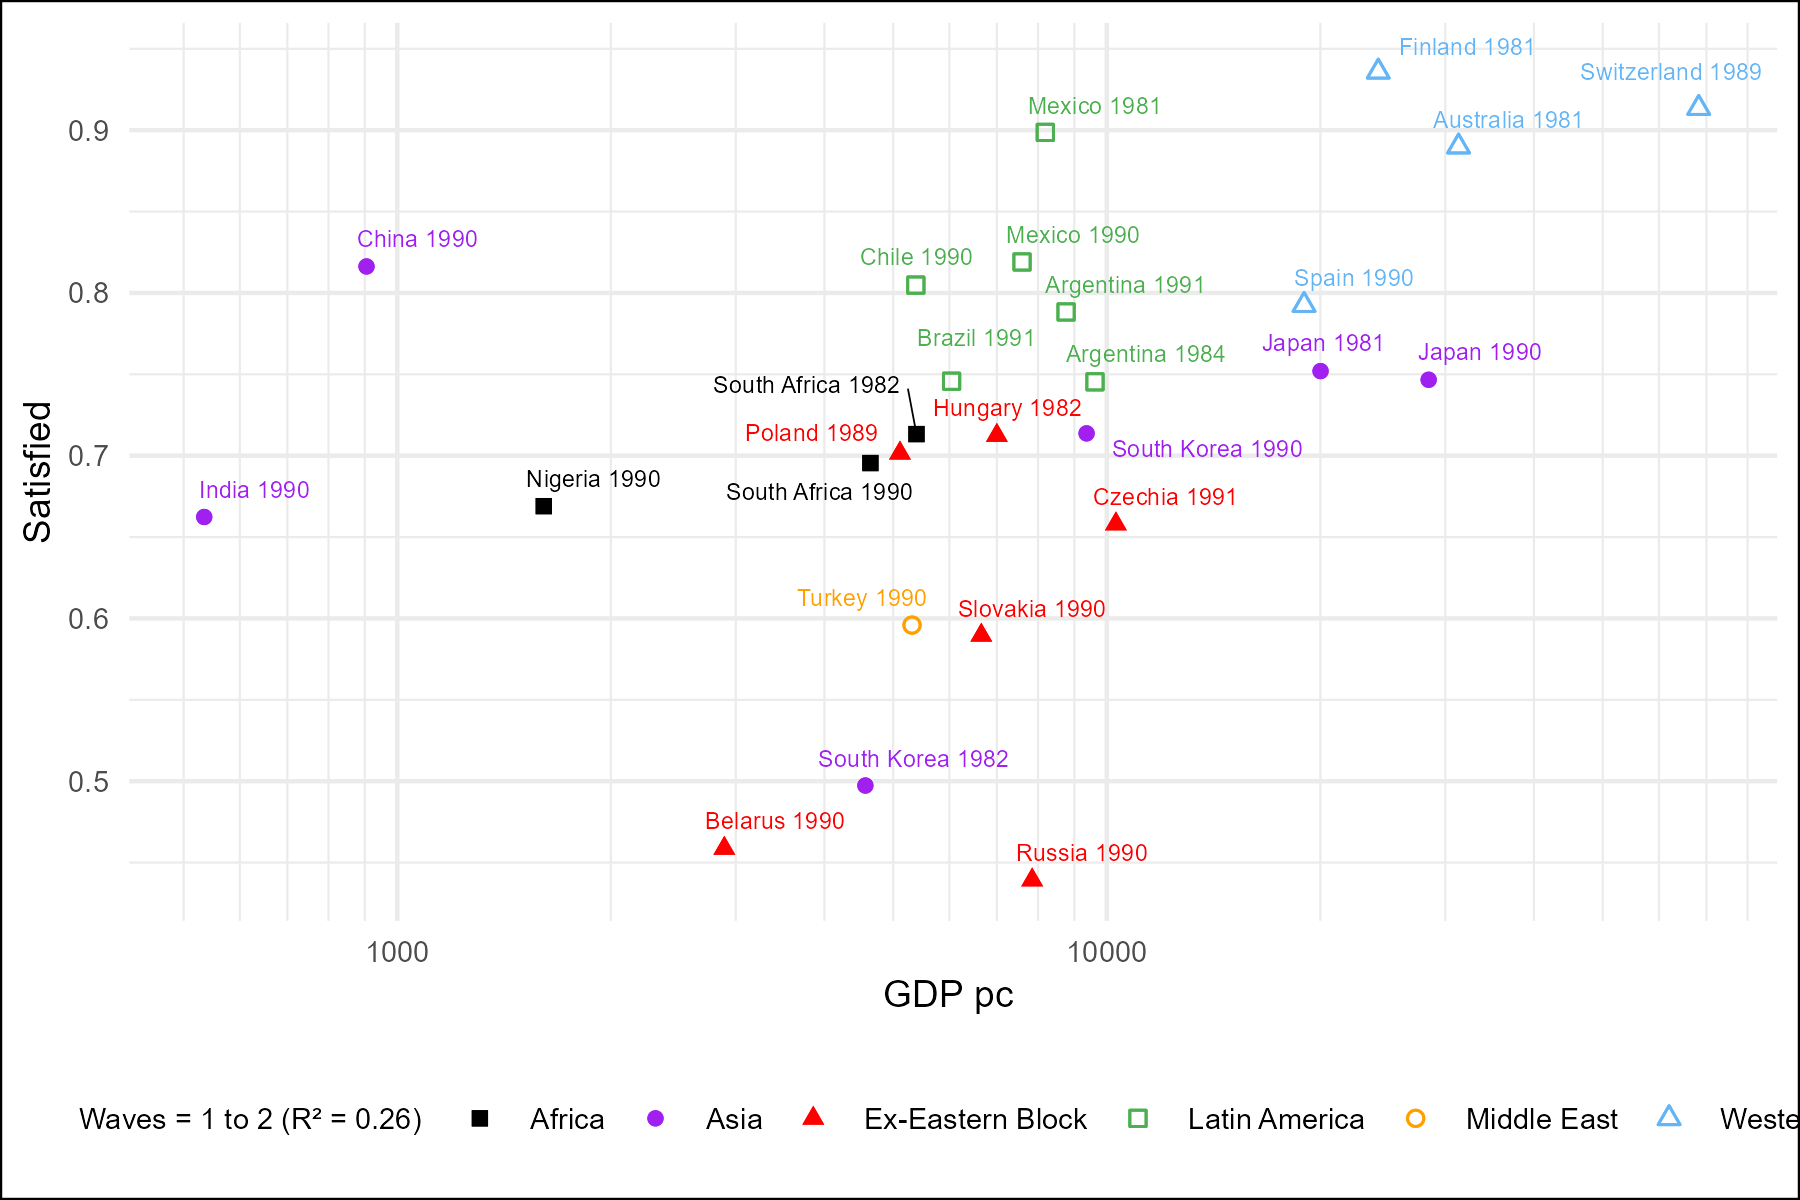 Finland 1981
Switzerland 1989
Mexico 1981
Australia 1981
0.9
China 1990
Mexico 1990
Chile 1990
Spain 1990
Argentina 1991
0.8
Brazil 1991
Japan 1981
Japan 1990
Argentina 1984
South Africa 1982
Hungary 1982
Poland 1989
South Korea 1990
0.7
Nigeria 1990
India 1990
South Africa 1990
Czechia 1991
Satisfied
Turkey 1990
Slovakia 1990
0.6
South Korea 1982
0.5
Belarus 1990
Russia 1990
1000
10000
GDP pc
Waves = 1 to 2 (R² = 0.26) Africa Asia Ex-Eastern Block Latin America Middle East Weste